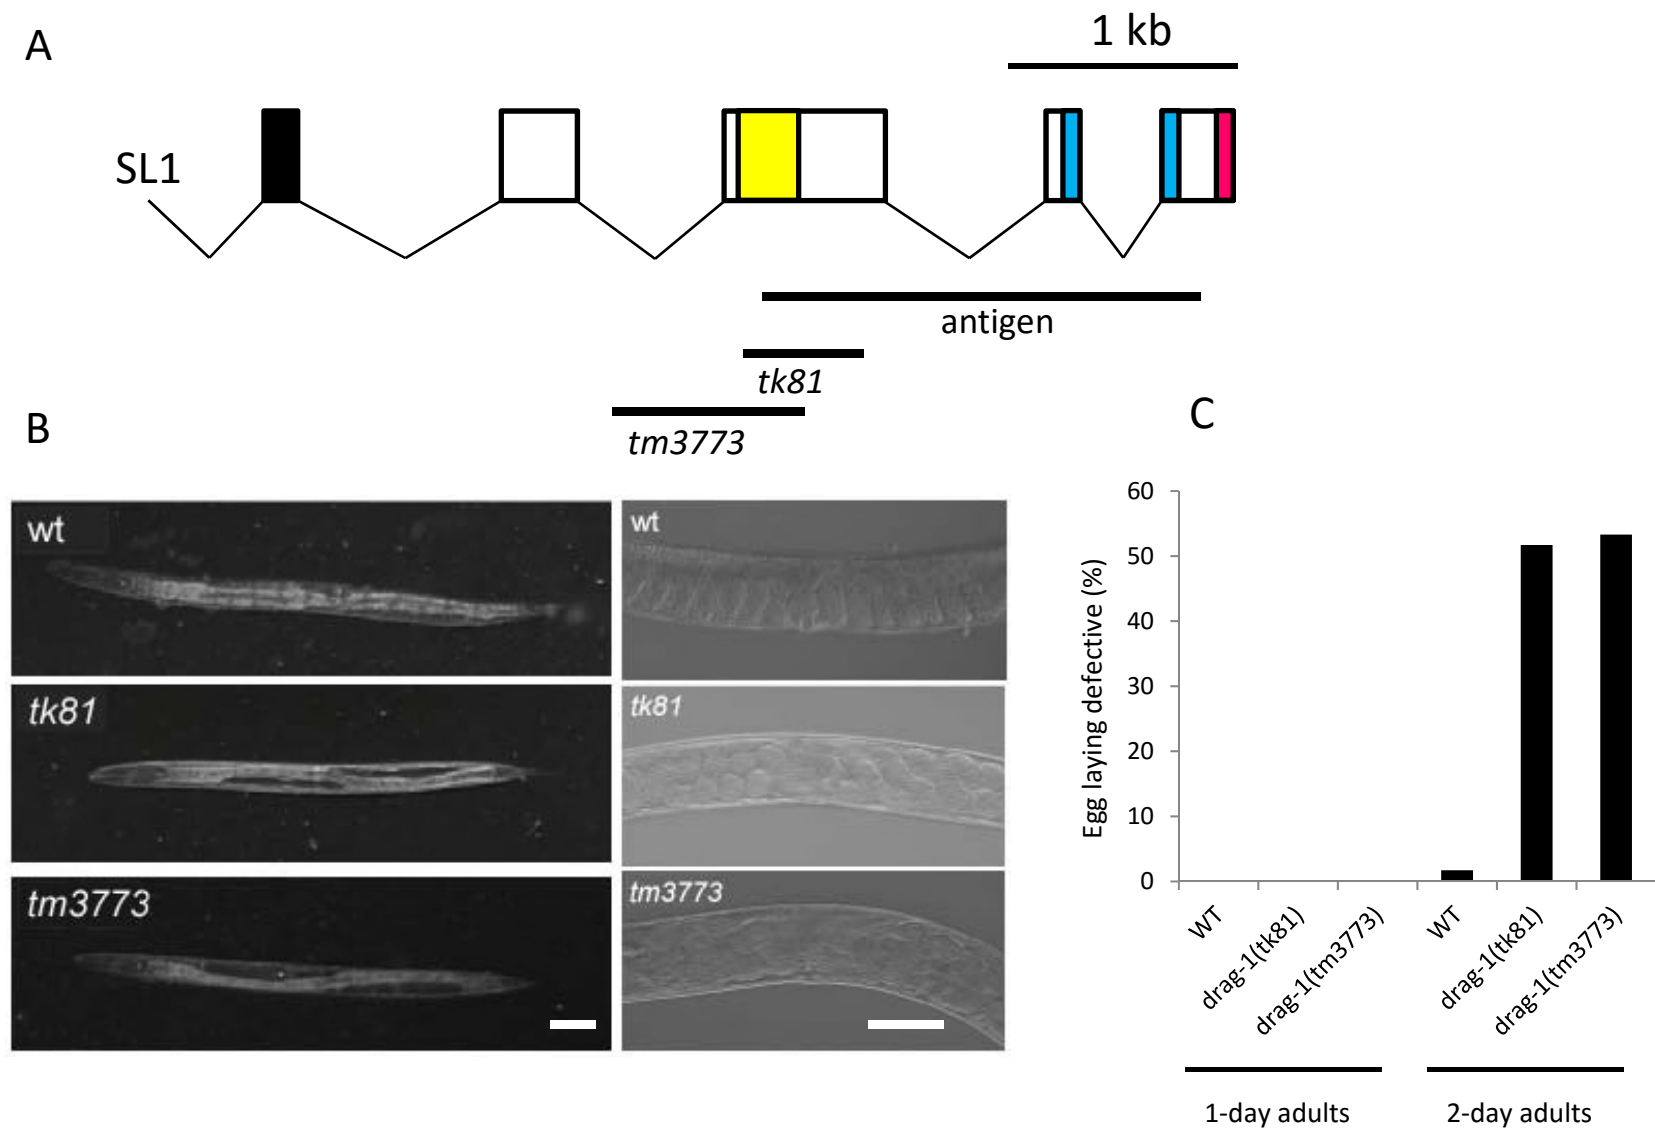 A
1 kb
SL1
antigen
tk81
tm3773
B
C
wt
wt
tk81
tk81
tm3773
tm3773
Egg laying defective (%)
60
50
40
30
20
10
0
WT
drag-1(tk81)
drag-1(tm3773)
WT
drag-1(tk81)
drag-1(tm3773)
1-day adults
2-day adults